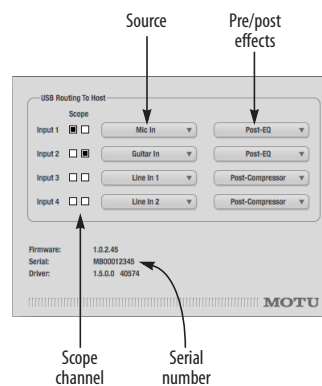 Source
Pre/post
effects
USB Routing To Host
Scope
Input 1 Mic In Post-EQ
Input 2 Guitar In Post-EQ
Input 3 Line In 1 Post-Compressor
Input 4 Line In 2 Post-Compressor
Firmware: 1.0.2.45
Serial: MB00012345
Driver: 1.5.0.0 40574
MOTU
Scope
channel
Serial
number